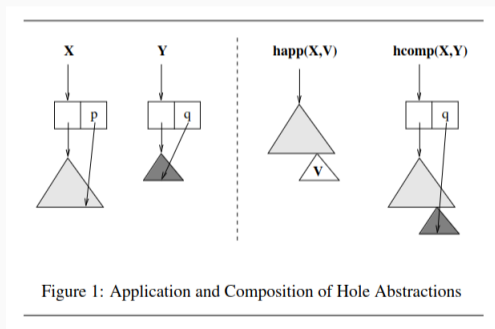 X Y happ(X,V) hcomp(X,Y)
p q q
V
Figure 1: Application and Composition of Hole Abstractions